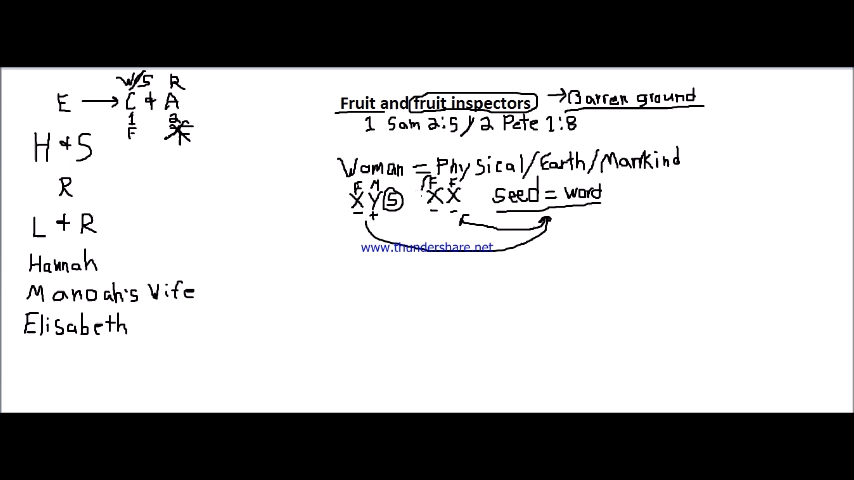 W/S R
E → C & A
1 2
F
H & S
R
L + R
Hannah
Manoah's Vife
Elisabeth
Fruit and fruit inspectors → Barren ground
1 Sam 2:5 / 2 Pete 1:8
Woman = Physical/Earth/Mankind
F M F F
X Y S X X Seed = word
- + - -
www.thundershare.net